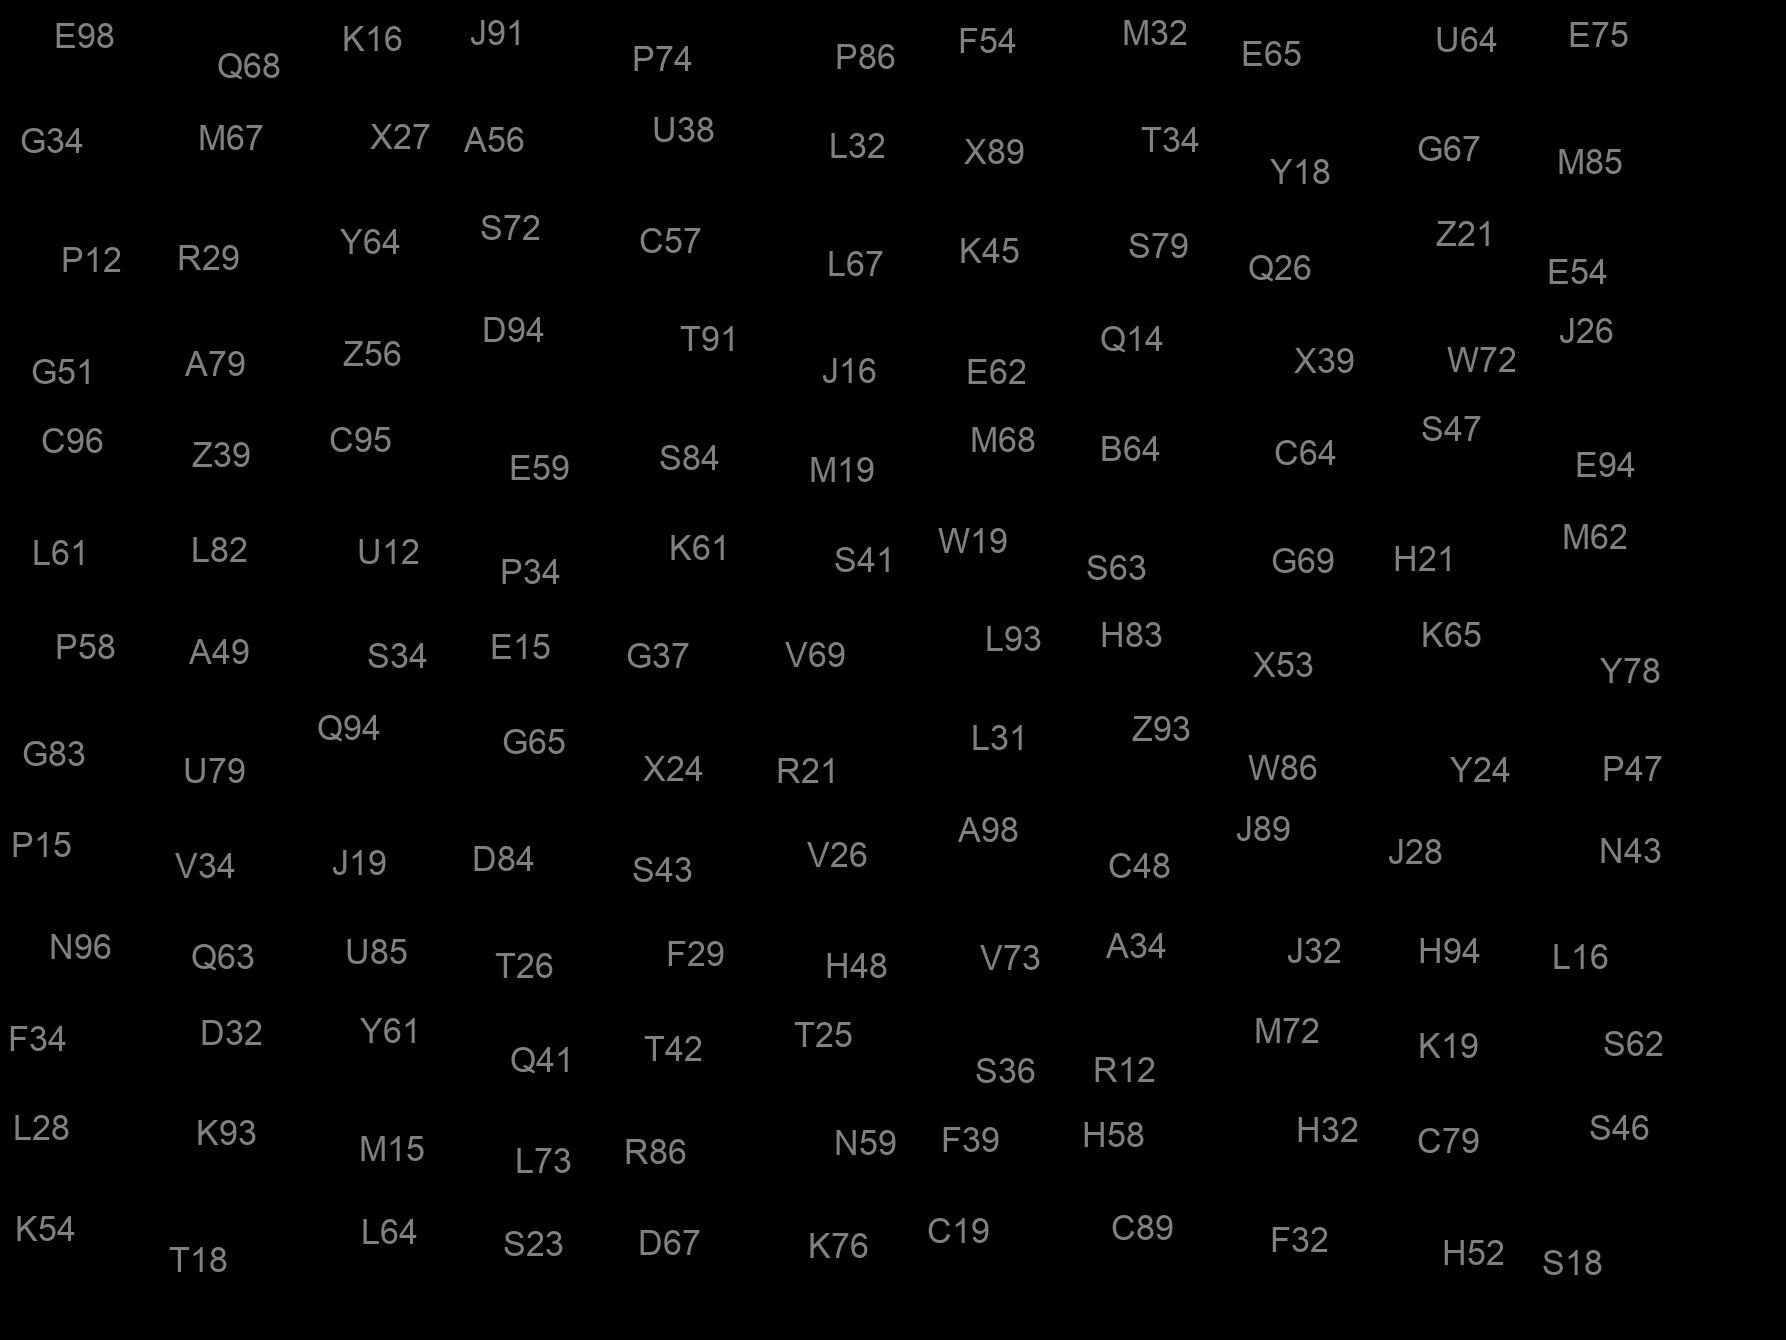 E98 Q68 K16 J91 P74 P86 F54 M32 E65 U64 E75
G34 M67 X27 A56 U38 L32 X89 T34 Y18 G67 M85
P12 R29 Y64 S72 C57 L67 K45 S79 Q26 Z21 E54
G51 A79 Z56 D94 T91 J16 E62 Q14 X39 W72 J26
C96 Z39 C95 E59 S84 M19 M68 B64 C64 S47 E94
L61 L82 U12 P34 K61 S41 W19 S63 G69 H21 M62
P58 A49 S34 E15 G37 V69 L93 H83 X53 K65 Y78
G83 U79 Q94 G65 X24 R21 L31 Z93 W86 Y24 P47
P15 V34 J19 D84 S43 V26 A98 C48 J89 J28 N43
N96 Q63 U85 T26 F29 H48 V73 A34 J32 H94 L16
F34 D32 Y61 Q41 T42 T25 S36 R12 M72 K19 S62
L28 K93 M15 L73 R86 N59 F39 H58 H32 C79 S46
K54 T18 L64 S23 D67 K76 C19 C89 F32 H52 S18